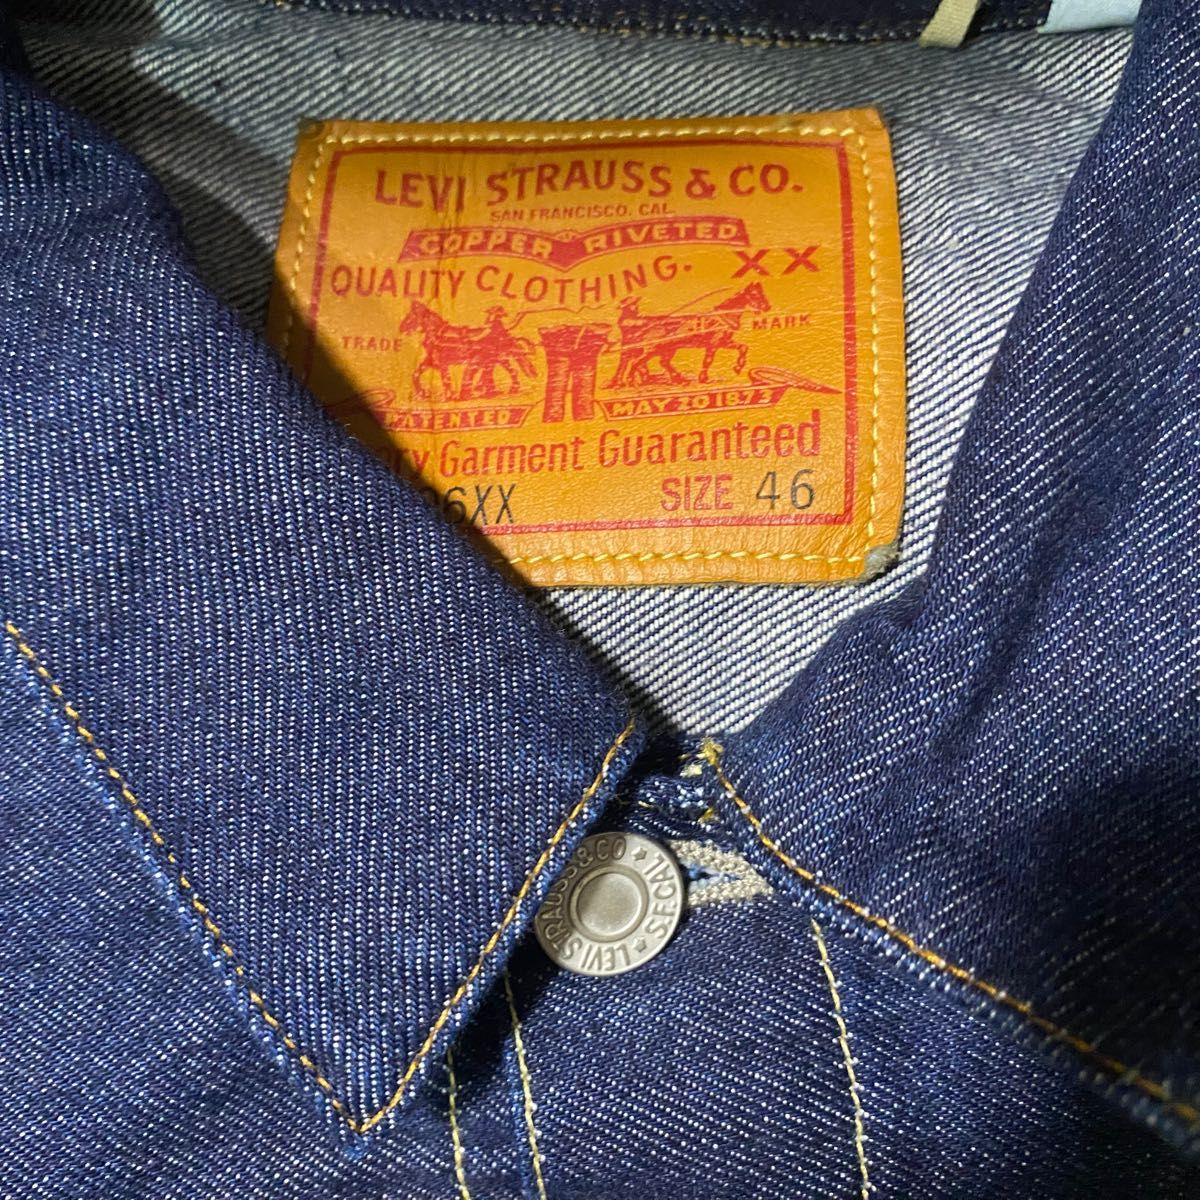 LEVI STRAUSS & CO.
SAN FRANCISCO. CAL.
COPPER RIVETED
QUALITY CLOTHING. XX
TRADE MARK
PATENTED MAY 20 1873
Garment Guaranteed
6XX SIZE 46
LEVI STRAUSS & CO ★ S.F. CAL ★